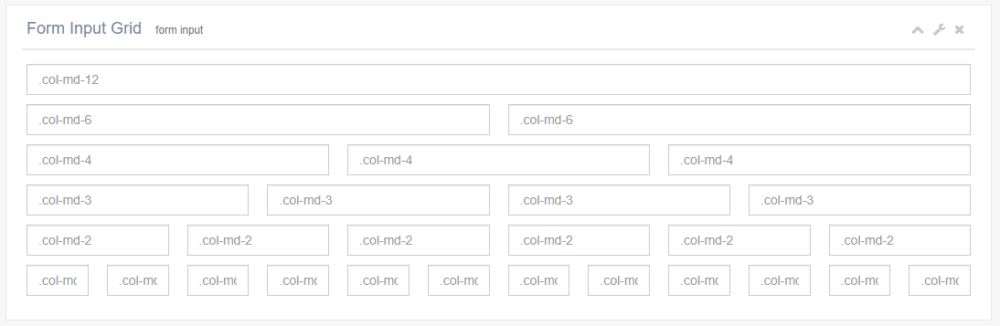 Form Input Grid form input
.col-md-12
.col-md-6 .col-md-6
.col-md-4 .col-md-4 .col-md-4
.col-md-3 .col-md-3 .col-md-3 .col-md-3
.col-md-2 .col-md-2 .col-md-2 .col-md-2 .col-md-2 .col-md-2
.col-mc .col-mc .col-mc .col-mc .col-mc .col-mc .col-mc .col-mc .col-mc .col-mc .col-mc .col-mc